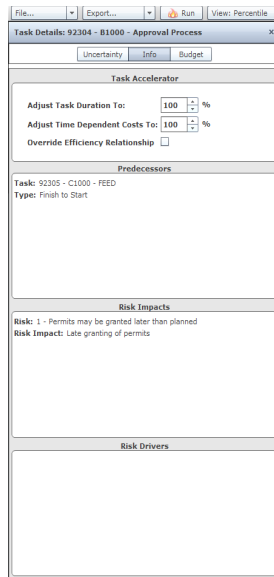 File... Export... Run View: Percentile
Task Details: 92304 - B1000 - Approval Process x
Uncertainty Info Budget
Task Accelerator
Adjust Task Duration To: 100 %
Adjust Time Dependent Costs To: 100 %
Override Efficiency Relationship
Predecessors
Task: 92305 - C1000 - FEED
Type: Finish to Start
Risk Impacts
Risk: 1 - Permits may be granted later than planned
Risk Impact: Late granting of permits
Risk Drivers